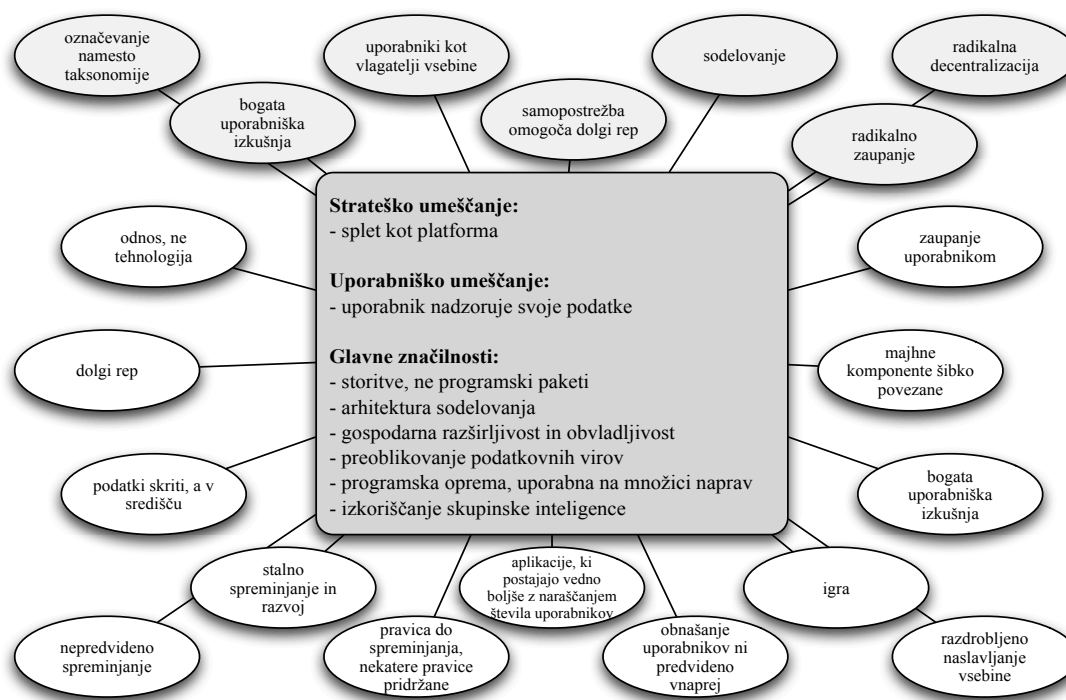 označevanje
namesto
taksonomije
uporabniki kot
vlagatelji vsebine
sodelovanje
radikalna
decentralizacija
bogata
uporabniška
izkušnja
samopostrežba
omogoča dolgi rep
radikalno
zaupanje
Strateško umeščanje:
- splet kot platforma
Uporabniško umeščanje:
- uporabnik nadzoruje svoje podatke
Glavne značilnosti:
- storitve, ne programski paketi
- arhitektura sodelovanja
- gospodarna razširljivost in obvladljivost
- preoblikovanje podatkovnih virov
- programska oprema, uporabna na množici naprav
- izkoriščanje skupinske inteligence
odnos, ne
tehnologija
zaupanje
uporabnikom
dolgi rep
majhne
komponente šibko
povezane
podatki skriti, a v
središču
bogata
uporabniška
izkušnja
stalno
spreminjanje in
razvoj
aplikacije, ki
postajajo vedno
boljše z naraščanjem
števila uporabnikov
igra
nepredvideno
spreminjanje
pravica do
spreminjanja,
nekatere pravice
pridržane
obnašanje
uporabnikov ni
predvideno
vnaprej
razdrobljeno
naslavljanje
vsebine